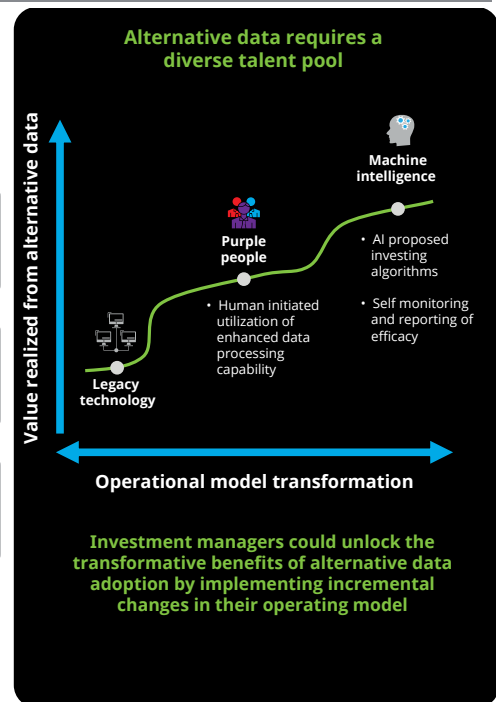 Alternative data requires a
diverse talent pool
Value realized from alternative data
Machine
intelligence
• AI proposed
investing
algorithms
• Self monitoring
and reporting of
efficacy
Purple
people
• Human initiated
utilization of
enhanced data
processing
capability
Legacy
technology
Operational model transformation
Investment managers could unlock the
transformative benefits of alternative data
adoption by implementing incremental
changes in their operating model